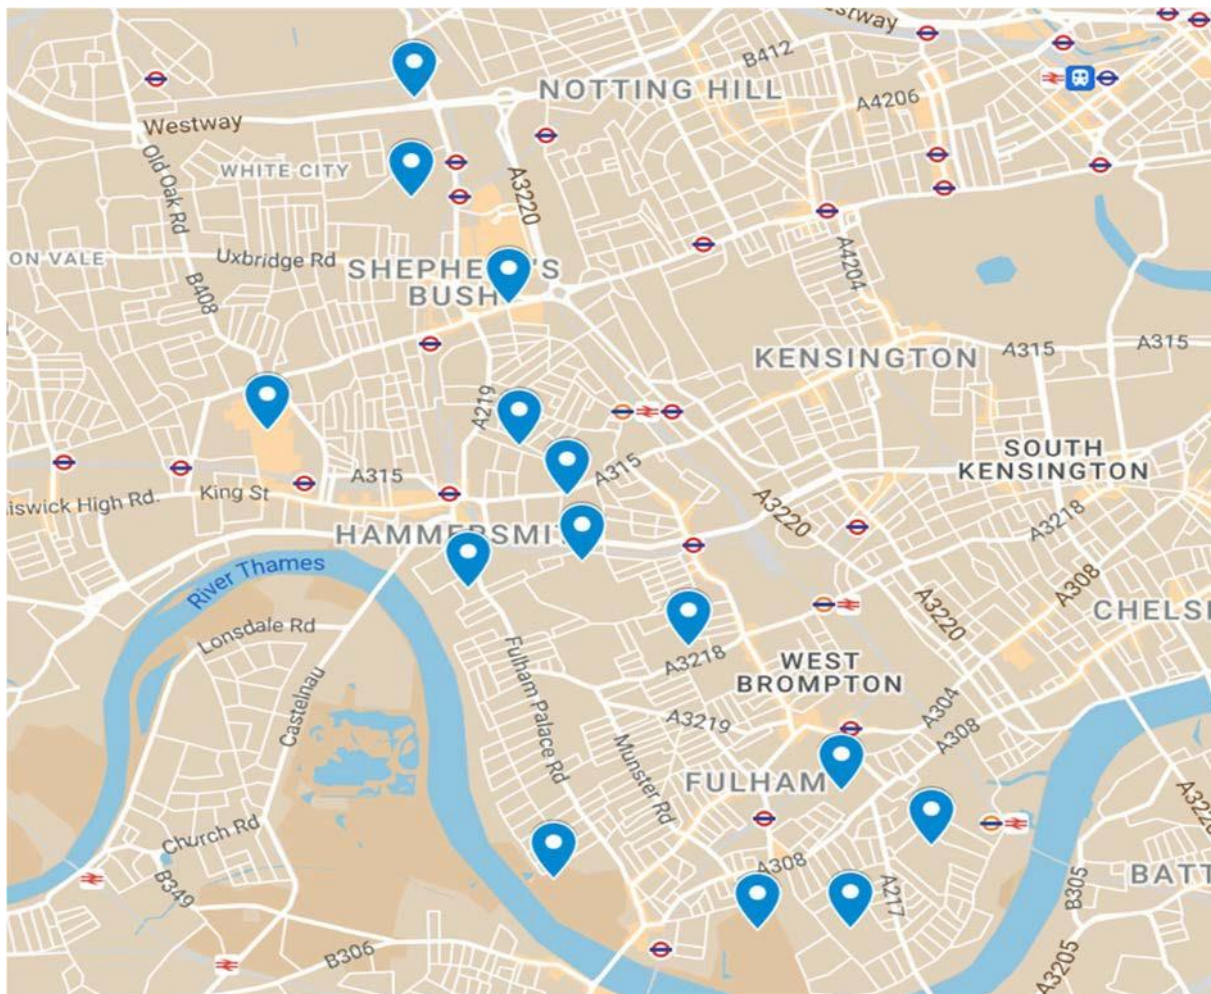 estway
B412
NOTTING HILL
A4206
Westway
Old Oak Rd
WHITE CITY
A3220
ON VALE
Uxbridge Rd
SHEPHE 'S
BUSH
A4204
B408
KENSINGTON
A315
A315
A219
SOUTH
KENSINGTON
A315
A315
King St
iswick High Rd.
A3220
A3218
HAMMERSMI
River Thames
A308
A3220
CHELS
Lonsdale Rd
Fulham Palace Rd
A3218
WEST
BROMPTON
Castelnau
A304
A3219
A308
Munster Rd
FULHAM
Church Rd
A308
B349
A217
B305
BATT
B306
A3205